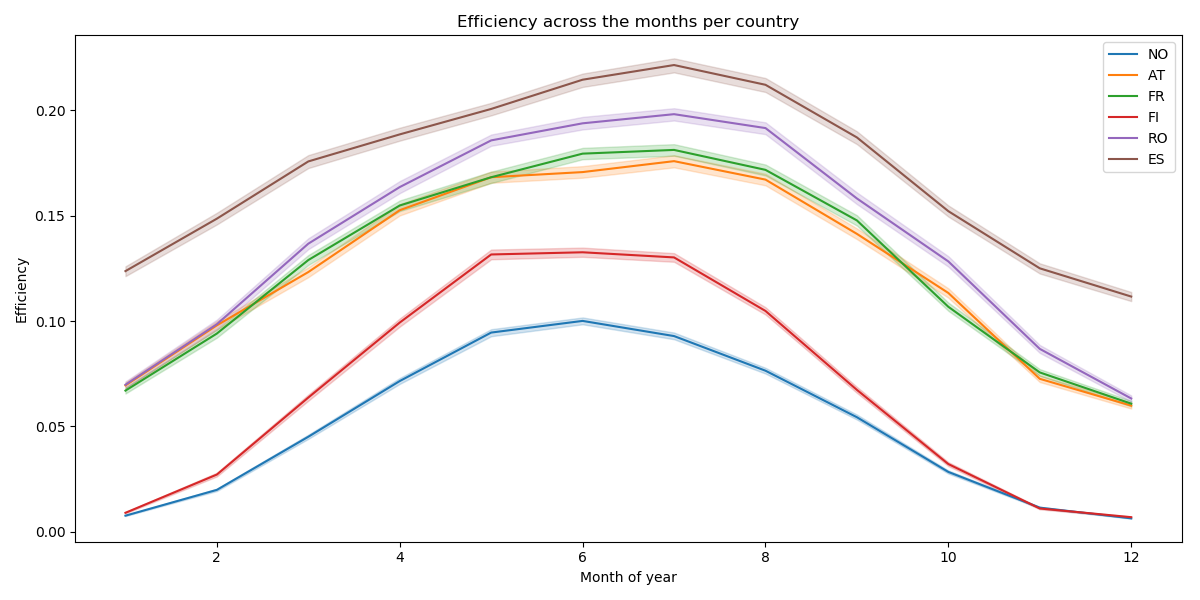 Efficiency across the months per country
NO
AT
FR
FI
RO
ES
Efficiency
0.20
0.15
0.10
0.05
0.00
2 4 6 8 10 12
Month of year